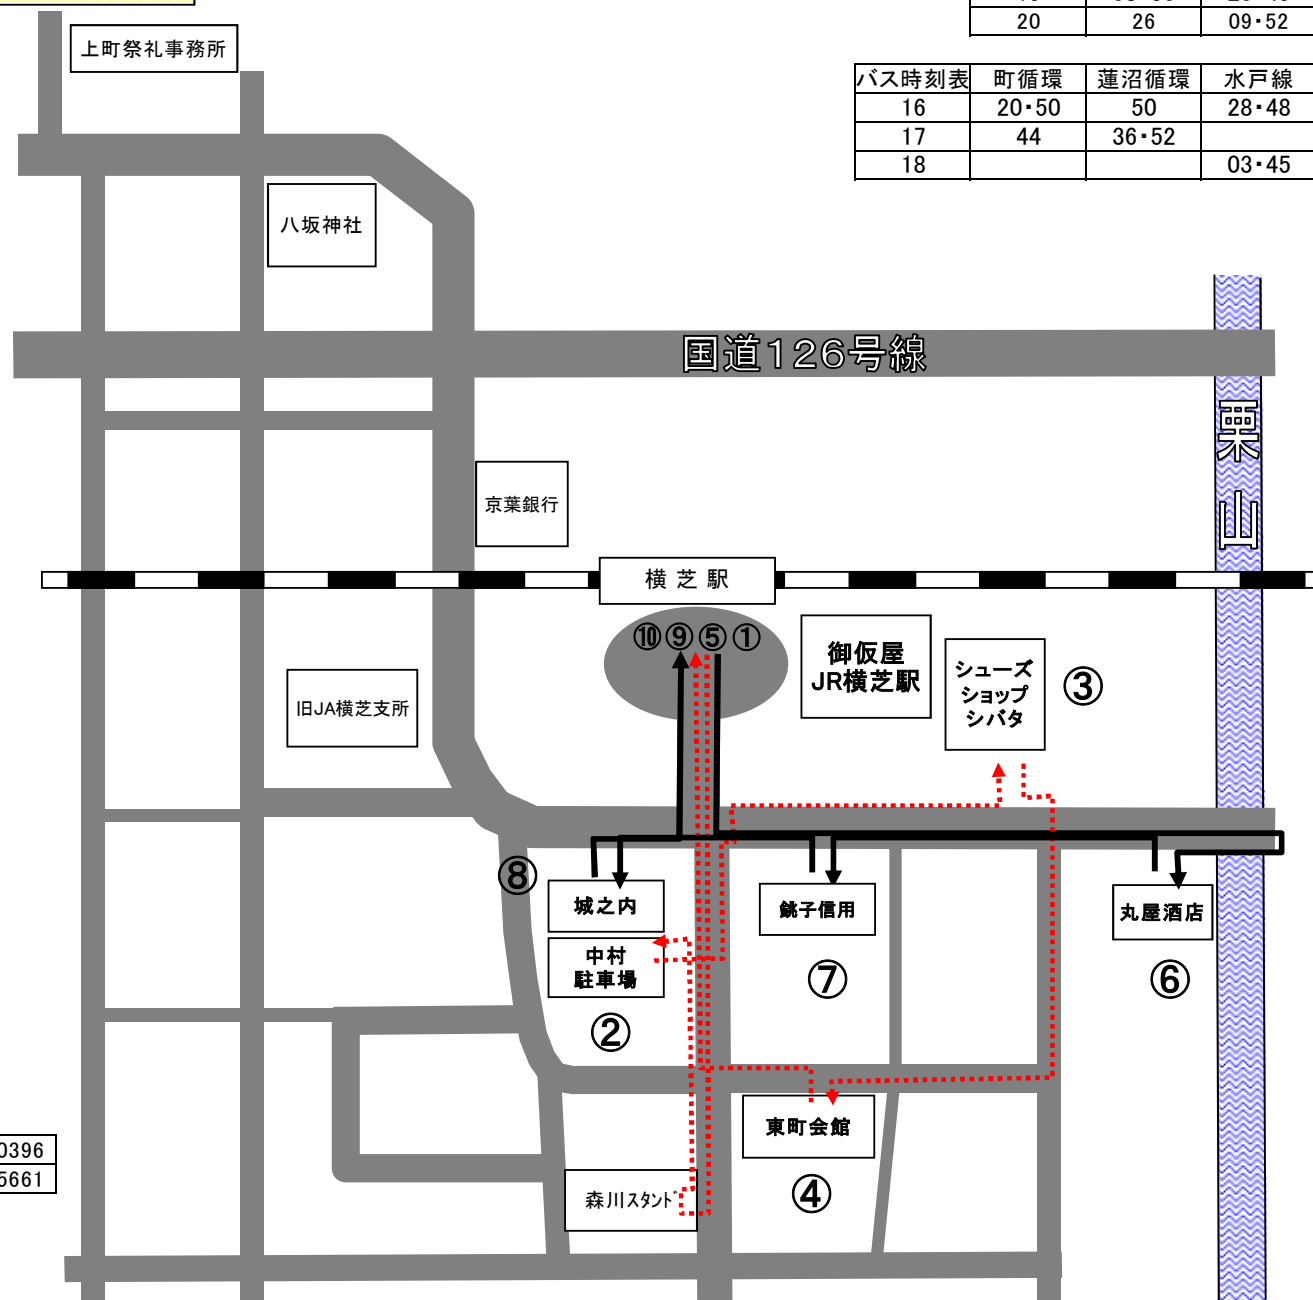 20 26 09・52
上町祭礼事務所
バス時刻表 町循環 蓮沼循環 水戸線
16 20・50 50 28・48
17 44 36・52
18 03・45
八坂神社
国道126号線
栗
山
京葉銀行
横芝駅
⑩⑨⑤①
御仮屋
JR横芝駅
シューズ
ショップ
シバタ
③
旧JA横芝支所
⑧
城之内
銚子信用
丸屋酒店
中村
駐車場
⑦
⑥
②
東町会館
0396
5661
森川スタンド
④